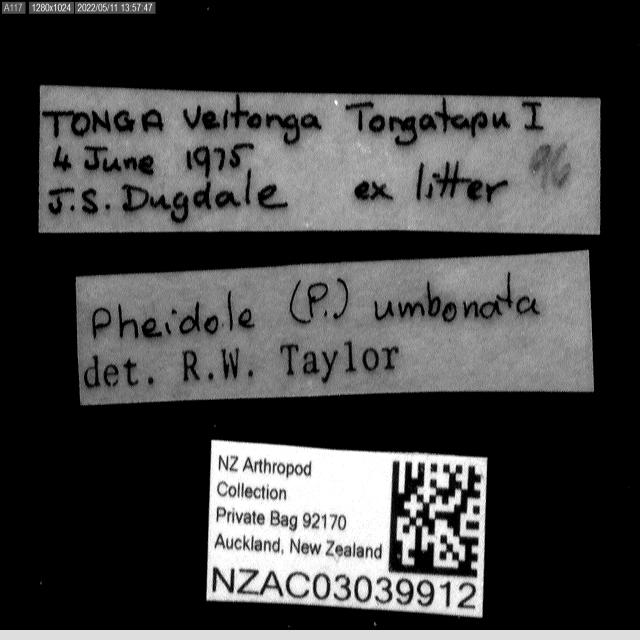 A117 1280x1024 2022/05/11 13:57:47
TONGA Veitonga Tongatapu I
4 June 1975 96
J.S. Dugdale ex litter
Pheidole (P.) umbonata
det. R.W. Taylor
NZ Arthropod
Collection
Private Bag 92170
Auckland, New Zealand
NZAC03039912